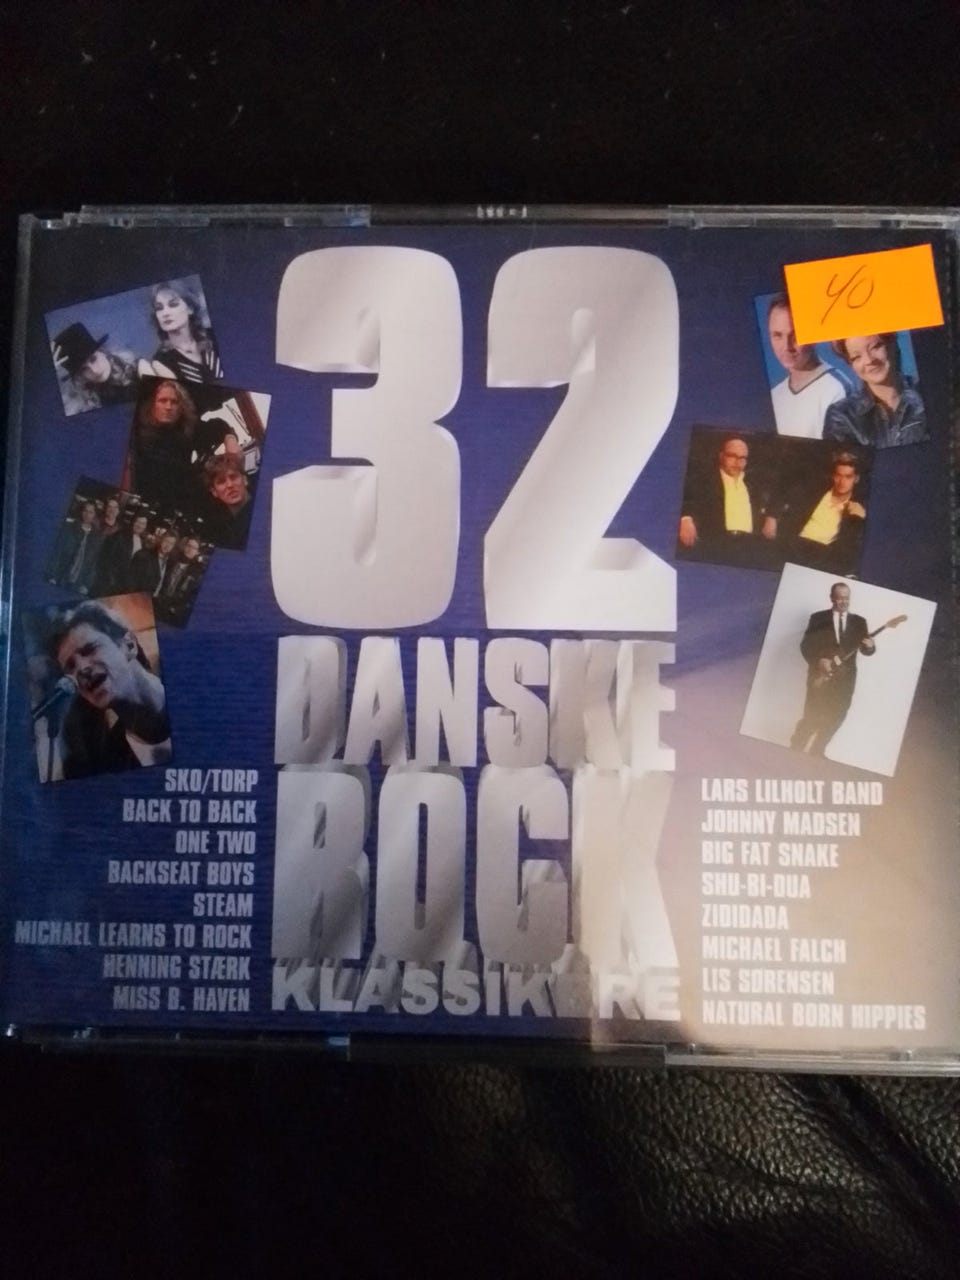 40
32
DANSKE
ROCK
KLASSIKERE
SKO/TORP
BACK TO BACK
ONE TWO
BACKSEAT BOYS
STEAM
MICHAEL LEARNS TO ROCK
HENNING STÆRK
MISS B. HAVEN
LARS LILHOLT BAND
JOHNNY MADSEN
BIG FAT SNAKE
SHU-BI-DUA
ZIDIDADA
MICHAEL FALCH
LIS SØRENSEN
NATURAL BORN HIPPIES